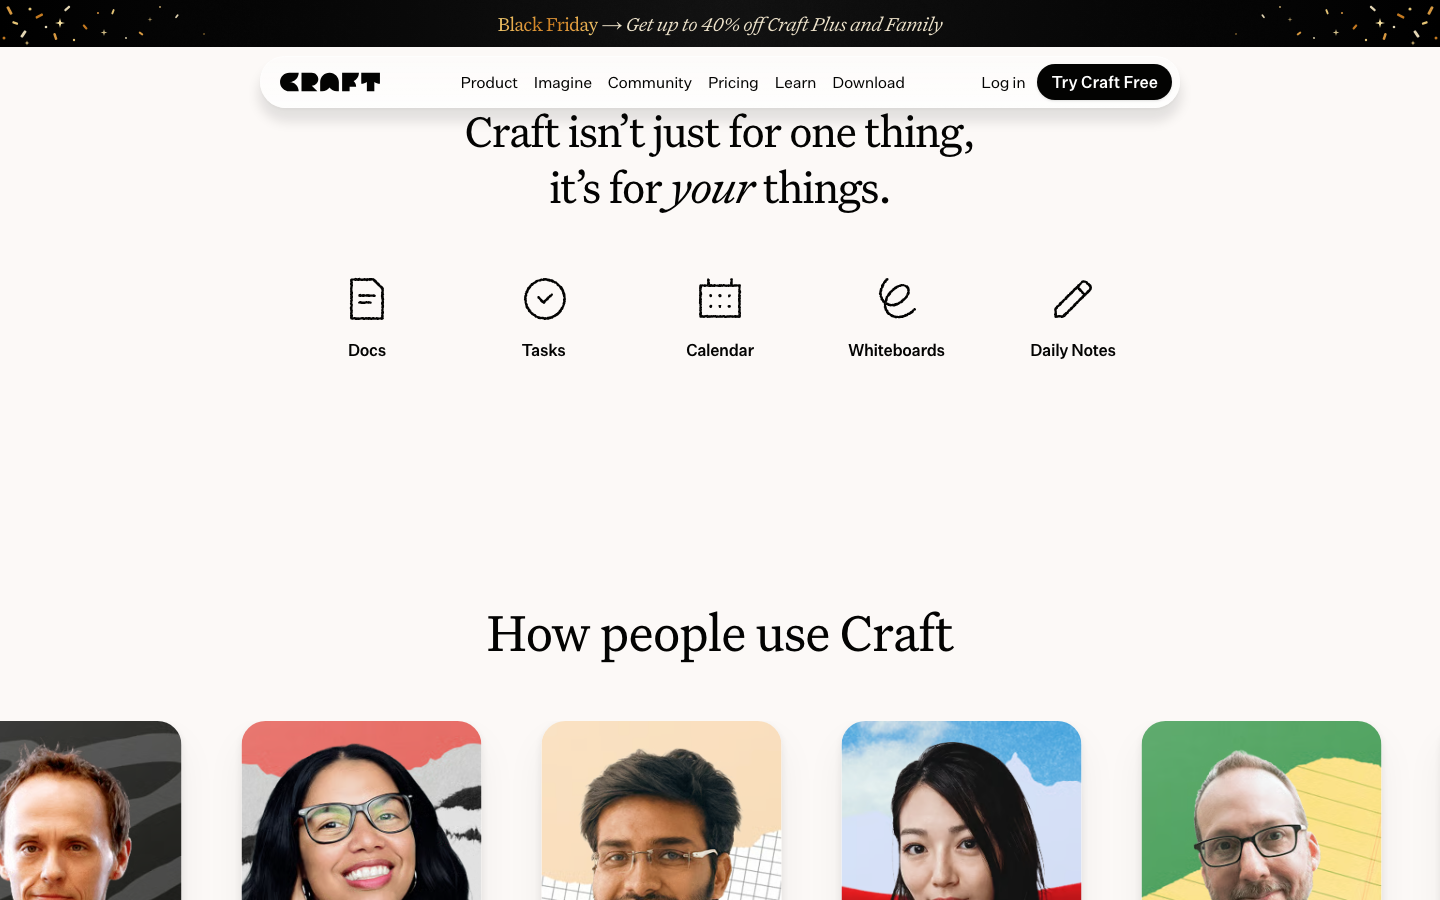 Black Friday → Get up to 40% off Craft Plus and Family
CRAFT
Product Imagine Community Pricing Learn Download Log in Try Craft Free
Craft isn’t just for one thing,
it’s for your things.
Docs Tasks Calendar Whiteboards Daily Notes
How people use Craft